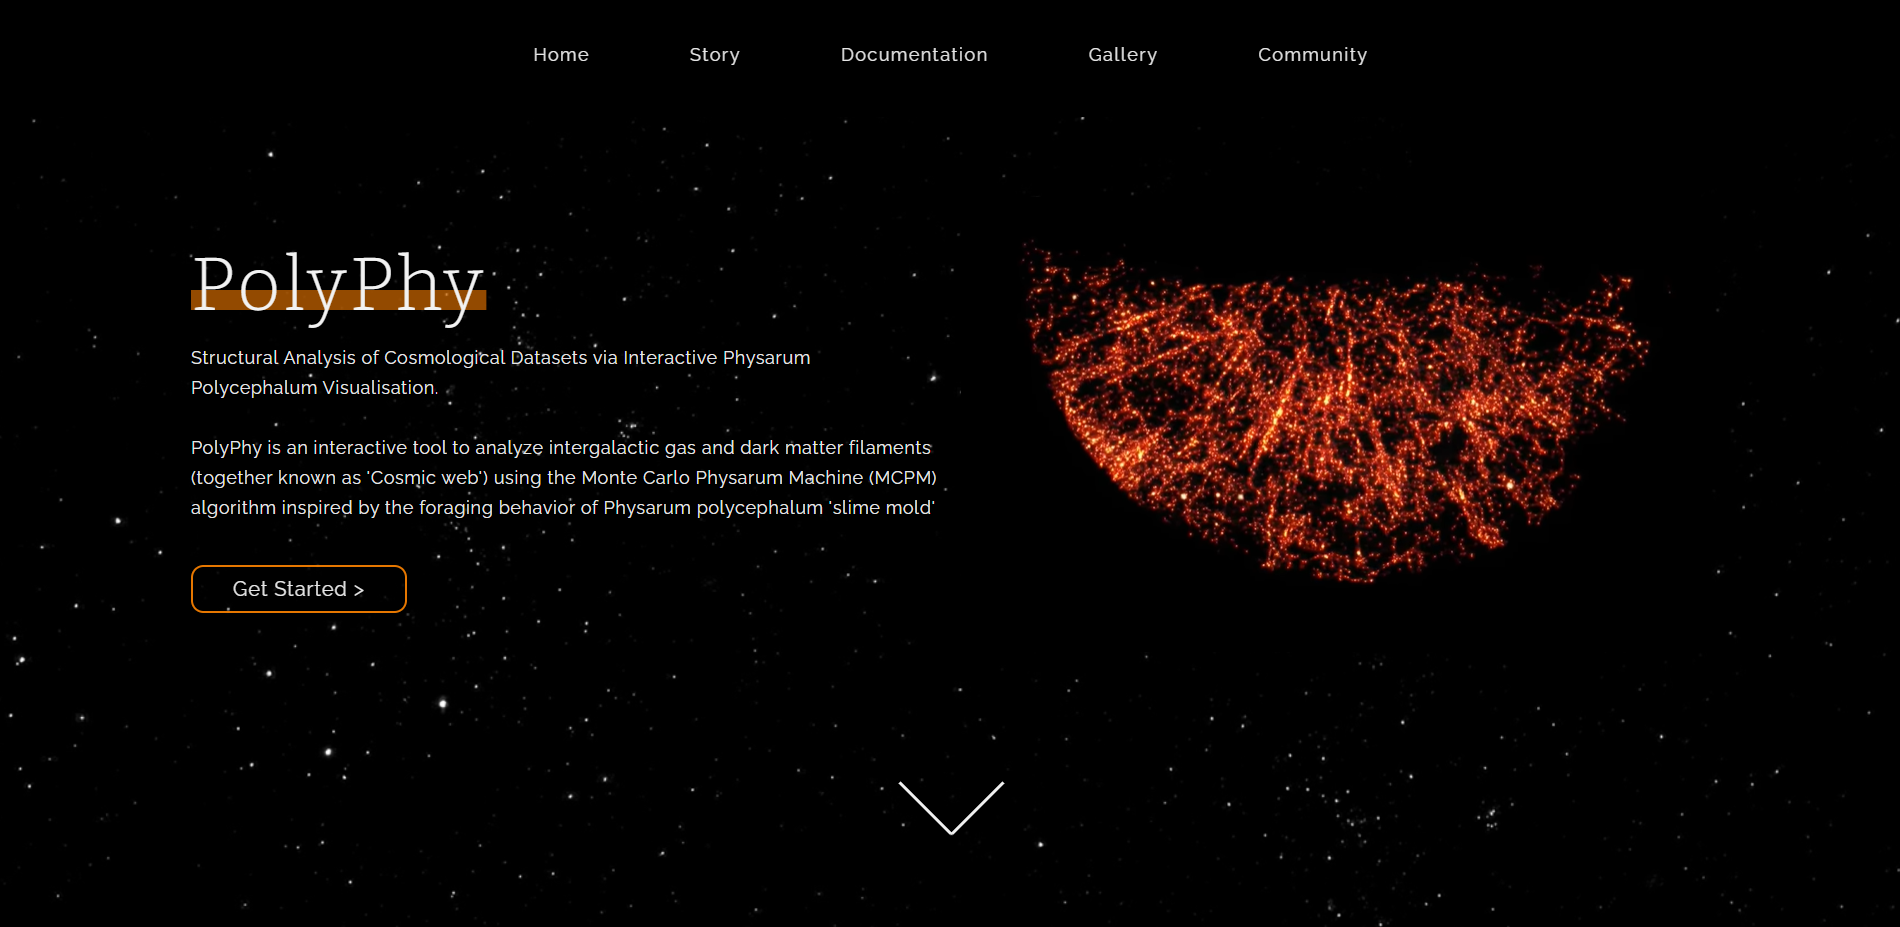 Home Story Documentation Gallery Community
PolyPhy
Structural Analysis of Cosmological Datasets via Interactive Physarum
Polycephalum Visualisation.
PolyPhy is an interactive tool to analyze intergalactic gas and dark matter filaments
(together known as 'Cosmic web') using the Monte Carlo Physarum Machine (MCPM)
algorithm inspired by the foraging behavior of Physarum polycephalum 'slime mold'
Get Started >